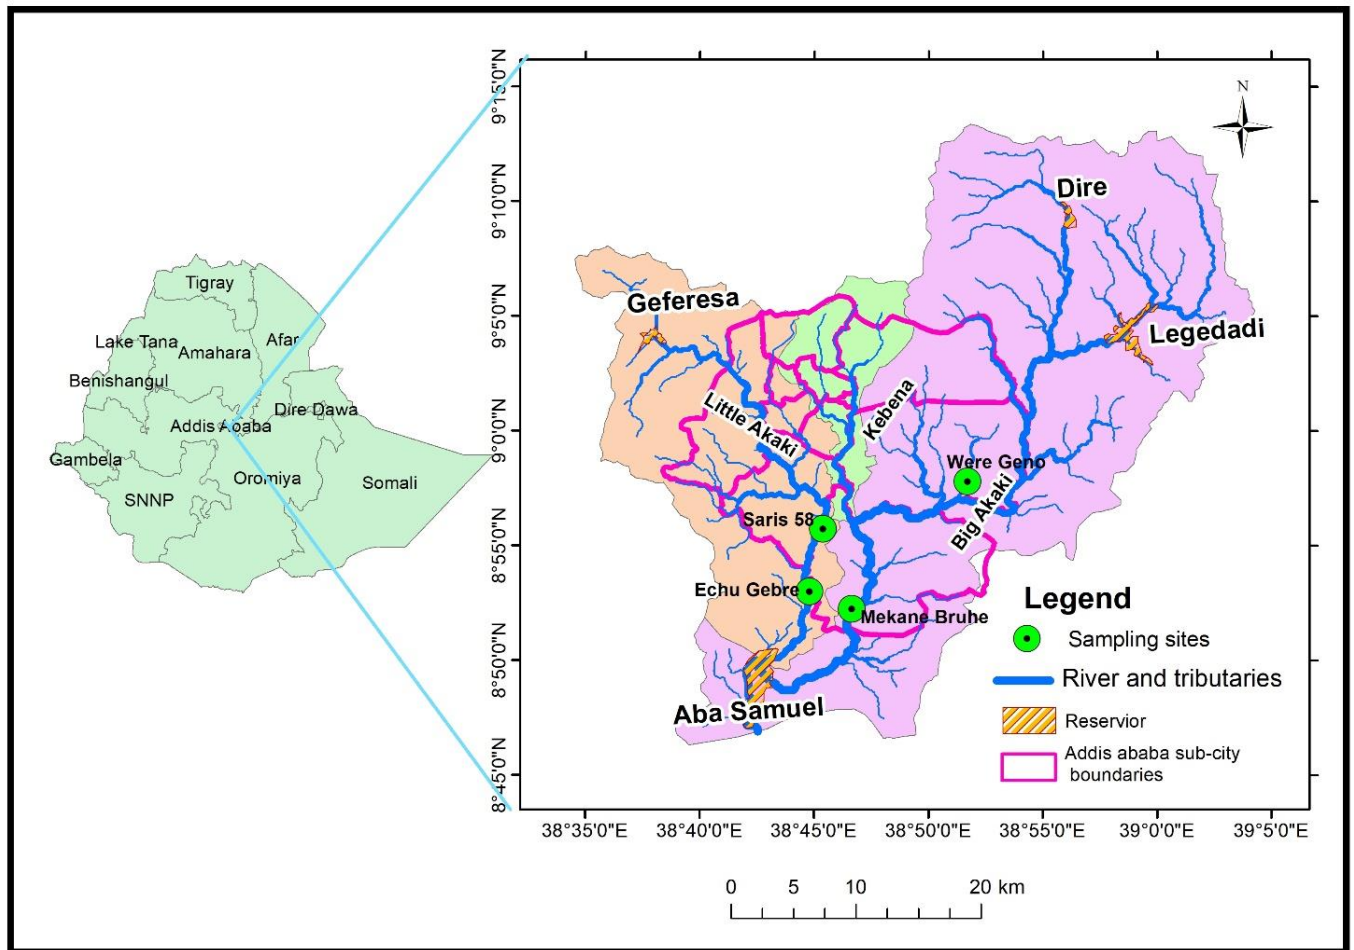 Tigray
Lake Tana
Amahara
Afar
Benishangul
Dire Dawa
Addis Aoaba
Gambela
Oromiya
Somali
SNNP
9°15'0"N
9°10'0"N
9°5'0"N
9°0'0"N
8°55'0"N
8°50'0"N
8°45'0"N
N
Dire
Geferesa
Legedadi
Little Akaki
Kebena
Were Geno
Big Akaki
Saris 58
Echu Gebre
Mekane Bruhe
Aba Samuel
Legend
Sampling sites
River and tributaries
Reservior
Addis ababa sub-city
boundaries
38°35'0"E 38°40'0"E 38°45'0"E 38°50'0"E 38°55'0"E 39°0'0"E 39°5'0"E
0 5 10 20 km